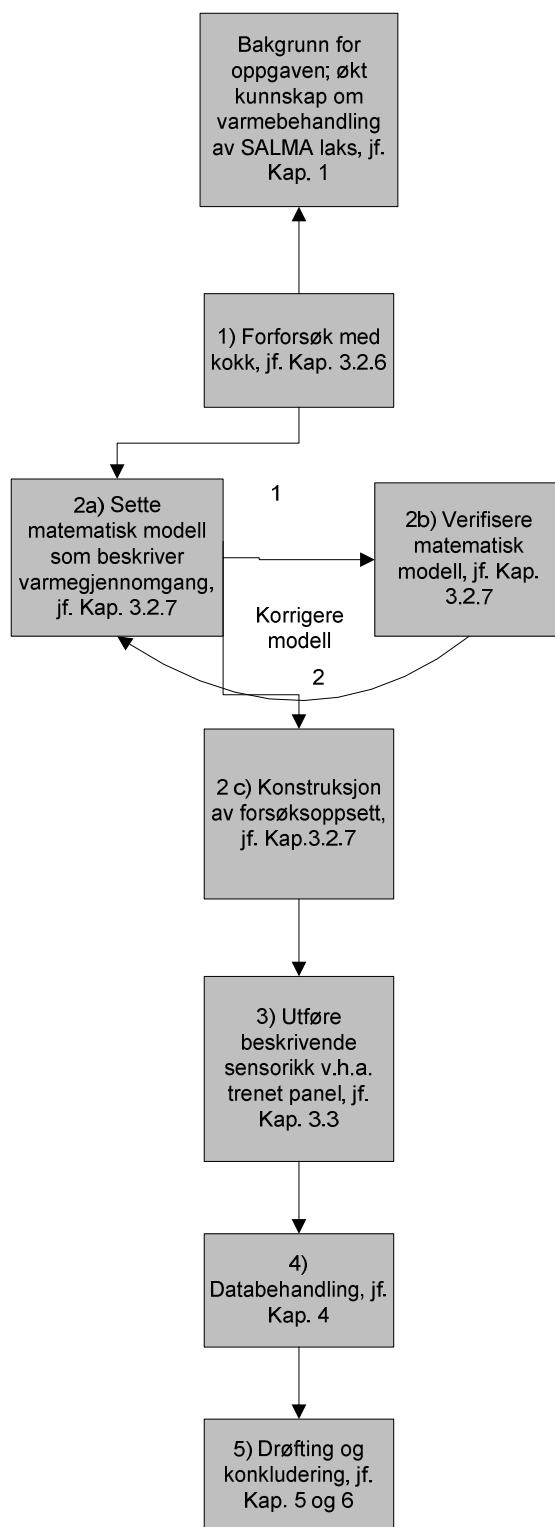 Bakgrunn for
oppgaven; økt
kunnskap om
varmebehandling
av SALMA laks, jf.
Kap. 1
1) Forforsøk med
kokk, jf. Kap. 3.2.6
2a) Sette
matematisk modell
som beskriver
varmegjennomgang,
jf. Kap. 3.2.7
1
2b) Verifisere
matematisk
modell, jf. Kap.
3.2.7
Korrigere
modell
2
2 c) Konstruksjon
av forsøksoppsett,
jf. Kap.3.2.7
3) Utføre
beskrivende
sensorikk v.h.a.
trenet panel, jf.
Kap. 3.3
4)
Databehandling, jf.
Kap. 4
5) Drøfting og
konkludering, jf.
Kap. 5 og 6